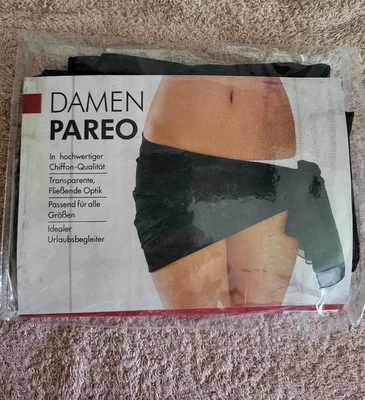 DAMEN
PAREO
In hochwertiger
Chiffon-Qualität
Transparente,
Fließende Optik
Passend für alle
Größen
Idealer
Urlaubsbegleiter